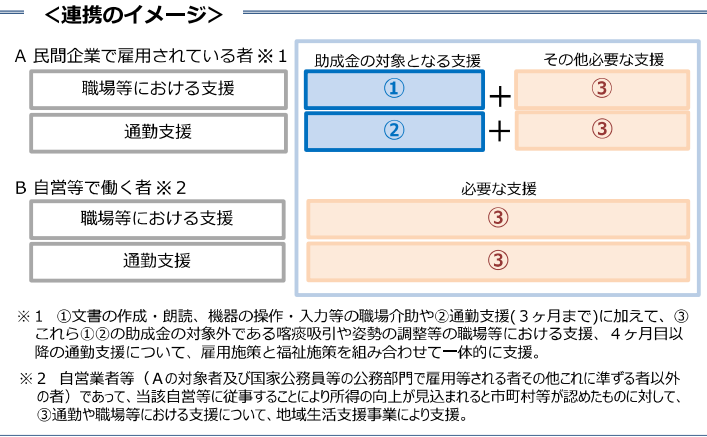 ＜連携のイメージ＞
A 民間企業で雇用されている者 ※１
助成金の対象となる支援
その他必要な支援
職場等における支援
①
＋
③
通勤支援
②
＋
③
B 自営等で働く者 ※２
必要な支援
職場等における支援
③
通勤支援
③
※１　①文書の作成・朗読、機器の操作・入力等の職場介助や②通勤支援(３ヶ月まで)に加えて、③
これら①②の助成金の対象外である喀痰吸引や姿勢の調整等の職場等における支援、４ヶ月目以
降の通勤支援について、雇用施策と福祉施策を組み合わせて一体的に支援。
※２　自営業者等（Ａの対象者及び国家公務員等の公務部門で雇用等される者その他これに準ずる者以外
の者）であって、当該自営等に従事することにより所得の向上が見込まれると市町村等が認めたものに対して、
③通勤や職場等における支援について、地域生活支援事業により支援。